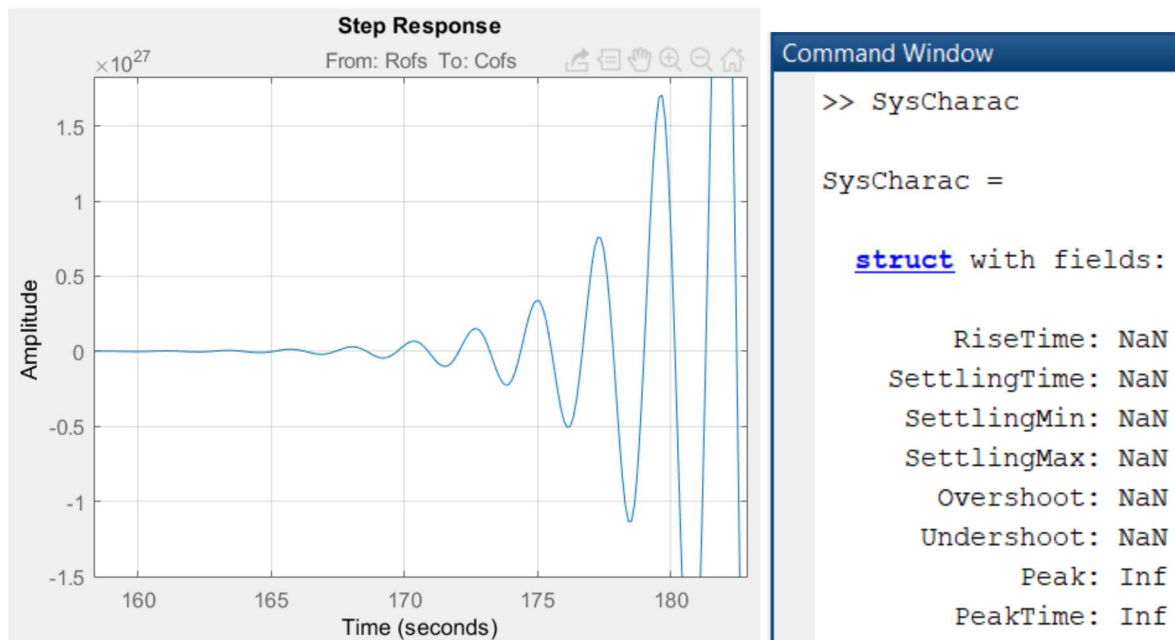 Step Response
From: Rofs To: Cofs
×10^27
1.5
1
0.5
0
-0.5
-1
-1.5
Amplitude
160 165 170 175 180
Time (seconds)
Command Window
>> SysCharac
SysCharac =
struct with fields:
RiseTime: NaN
SettlingTime: NaN
SettlingMin: NaN
SettlingMax: NaN
Overshoot: NaN
Undershoot: NaN
Peak: Inf
PeakTime: Inf